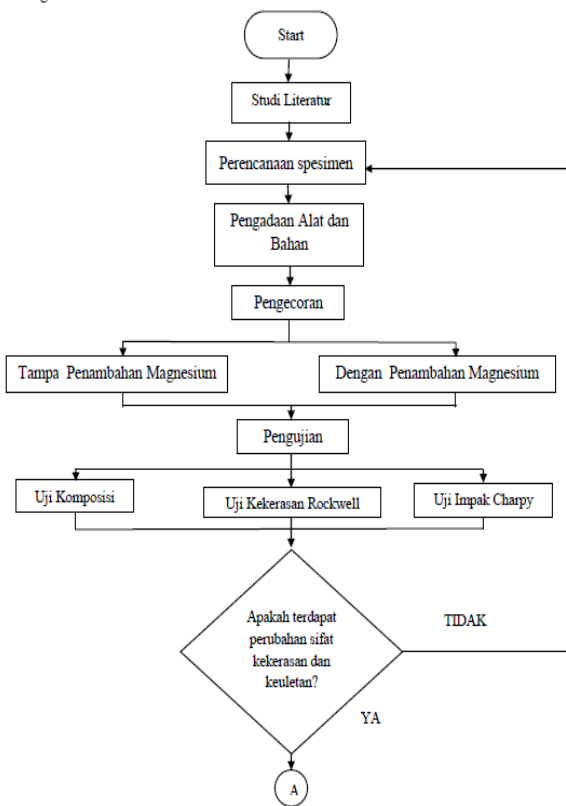 Start
Studi Literatur
Perencanaan spesimen
Pengadaan Alat dan
Bahan
Pengecoran
Tampa Penambahan Magnesium
Dengan Penambahan Magnesium
Pengujian
Uji Komposisi
Uji Kekerasan Rockwell
Uji Impak Charpy
Apakah terdapat
perubahan sifat
kekerasan dan
keuletan?
TIDAK
YA
A